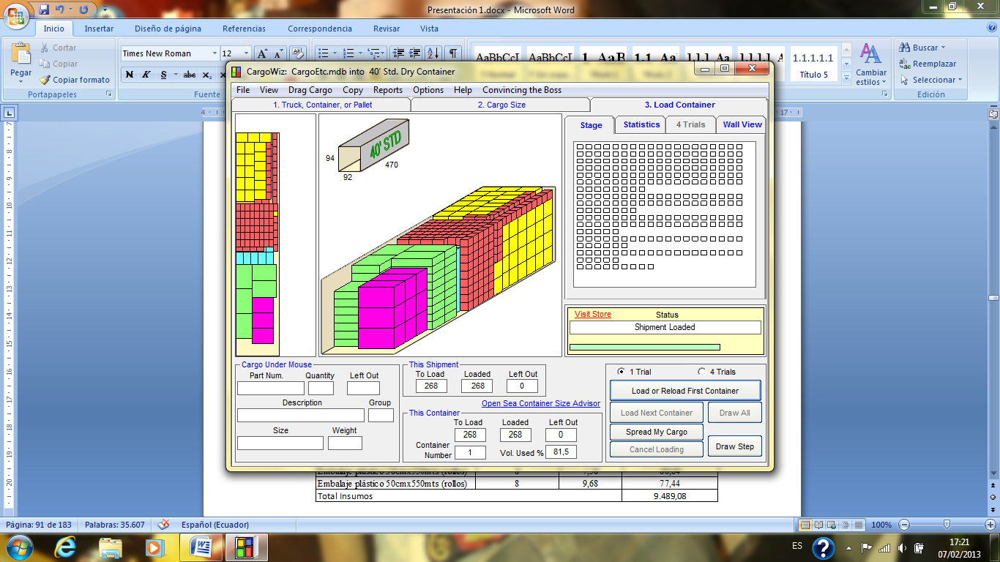 Presentación 1.docx - Microsoft Word
Inicio Insertar Diseño de página Referencias Correspondencia Revisar Vista
Pegar
Cortar
Copiar
Copiar formato
Portapapeles
Times New Roman 12
N K S abc x₂
Fuente
AaBbCcI AaBbCcI 1. AaB 1.1. Aa 1.1.1. Aa 1.1.1.1. A 1.1.1.1.1
Título 5
Cambiar estilos
Buscar
Reemplazar
Seleccionar
Edición
CargoWiz: CargoEtc.mdb into 40' Std. Dry Container
File View Drag Cargo Copy Reports Options Help Convincing the Boss
1. Truck, Container, or Pallet 2. Cargo Size 3. Load Container
94
92
470
40' STD
Stage Statistics 4 Trials Wall View
Visit Store Status
Shipment Loaded
Cargo Under Mouse
Part Num. Quantity Left Out
Description Group
Size Weight
This Shipment
To Load Loaded Left Out
268 268 0
Open Sea Container Size Advisor
This Container
To Load Loaded Left Out
268 268 0
Container Number 1 Vol. Used % 81,5
1 Trial 4 Trials
Load or Reload First Container
Load Next Container Draw All
Spread My Cargo
Cancel Loading Draw Step
Embalaje plástico 50cmx550mts (rollos) 8 9,68 77,44
Total Insumos 9.489,08
Página: 91 de 183 Palabras: 35.607 Español (Ecuador) 100%
ES 17:21
07/02/2013